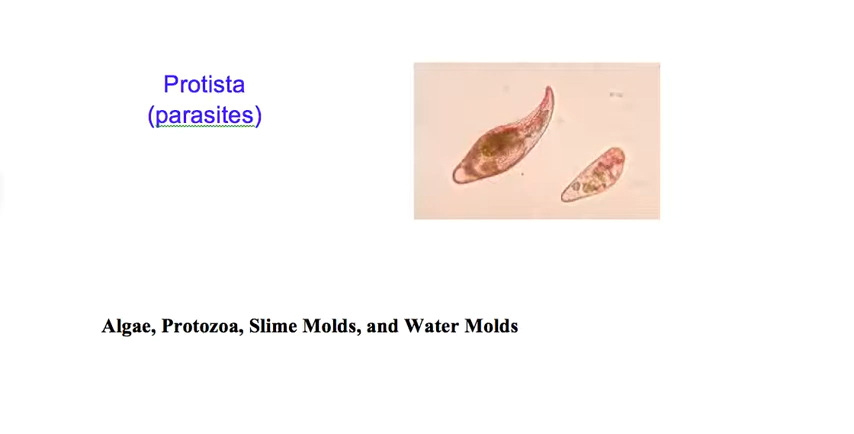 Protista
(parasites)
Algae, Protozoa, Slime Molds, and Water Molds